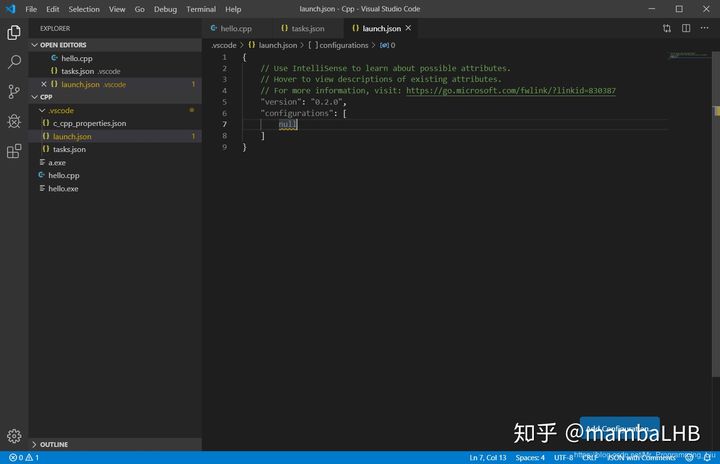 File Edit Selection View Go Debug Terminal Help
launch.json - Cpp - Visual Studio Code
EXPLORER
OPEN EDITORS
hello.cpp
tasks.json .vscode
launch.json .vscode 1
CPP
.vscode
c_cpp_properties.json
launch.json 1
tasks.json
a.exe
hello.cpp
hello.exe
OUTLINE
hello.cpp tasks.json launch.json
.vscode > launch.json > [ ] configurations > 0
1 {
2 // Use IntelliSense to learn about possible attributes.
3 // Hover to view descriptions of existing attributes.
4 // For more information, visit: https://go.microsoft.com/fwlink/?linkid=830387
5 "version": "0.2.0",
6 "configurations": [
7 null
8 ]
9 }
Add Configuration...
知乎 @mambaLHB
0 1
Ln 7, Col 13 Spaces: 4 UTF-8 CRLF JSON with Comments